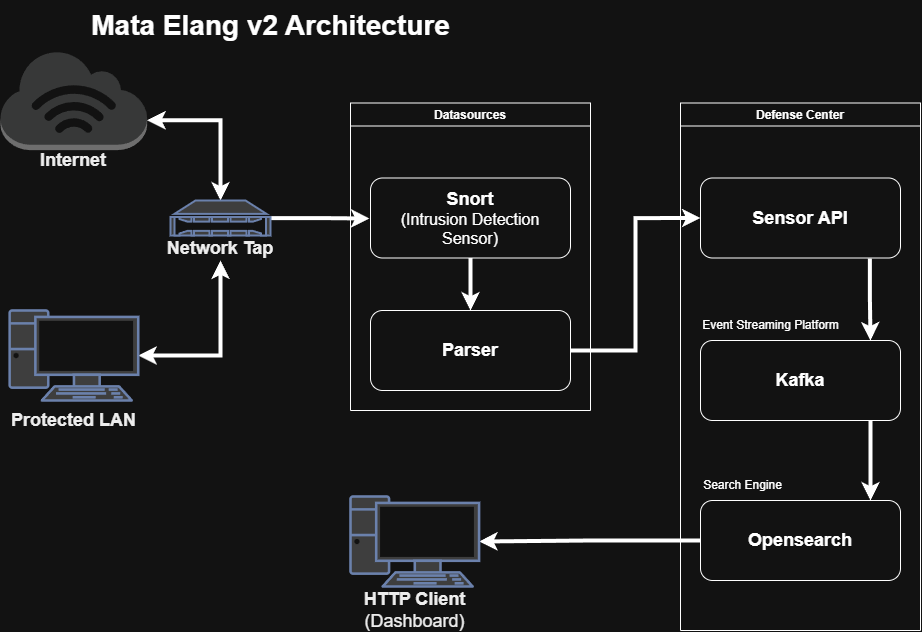 Mata Elang v2 Architecture
Internet
Network Tap
Protected LAN
Datasources
Snort
(Intrusion Detection
Sensor)
Parser
Defense Center
Sensor API
Event Streaming Platform
Kafka
Search Engine
Opensearch
HTTP Client
(Dashboard)